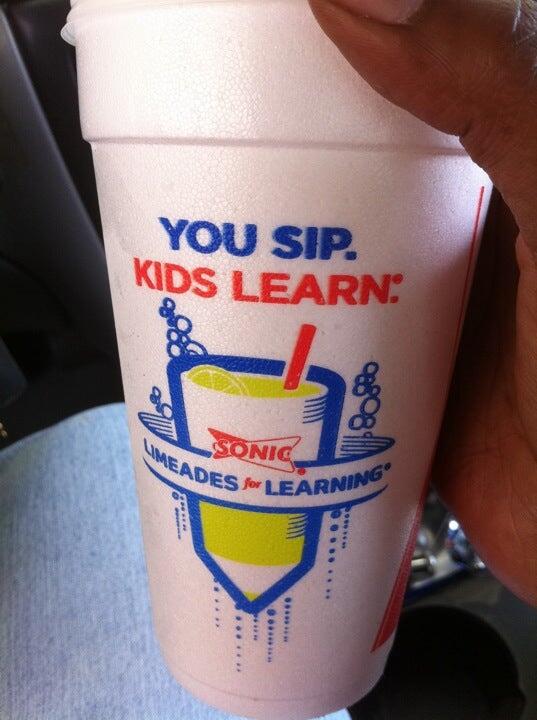 YOU SIP.
KIDS LEARN.
SONIC
LIMEADES for LEARNING